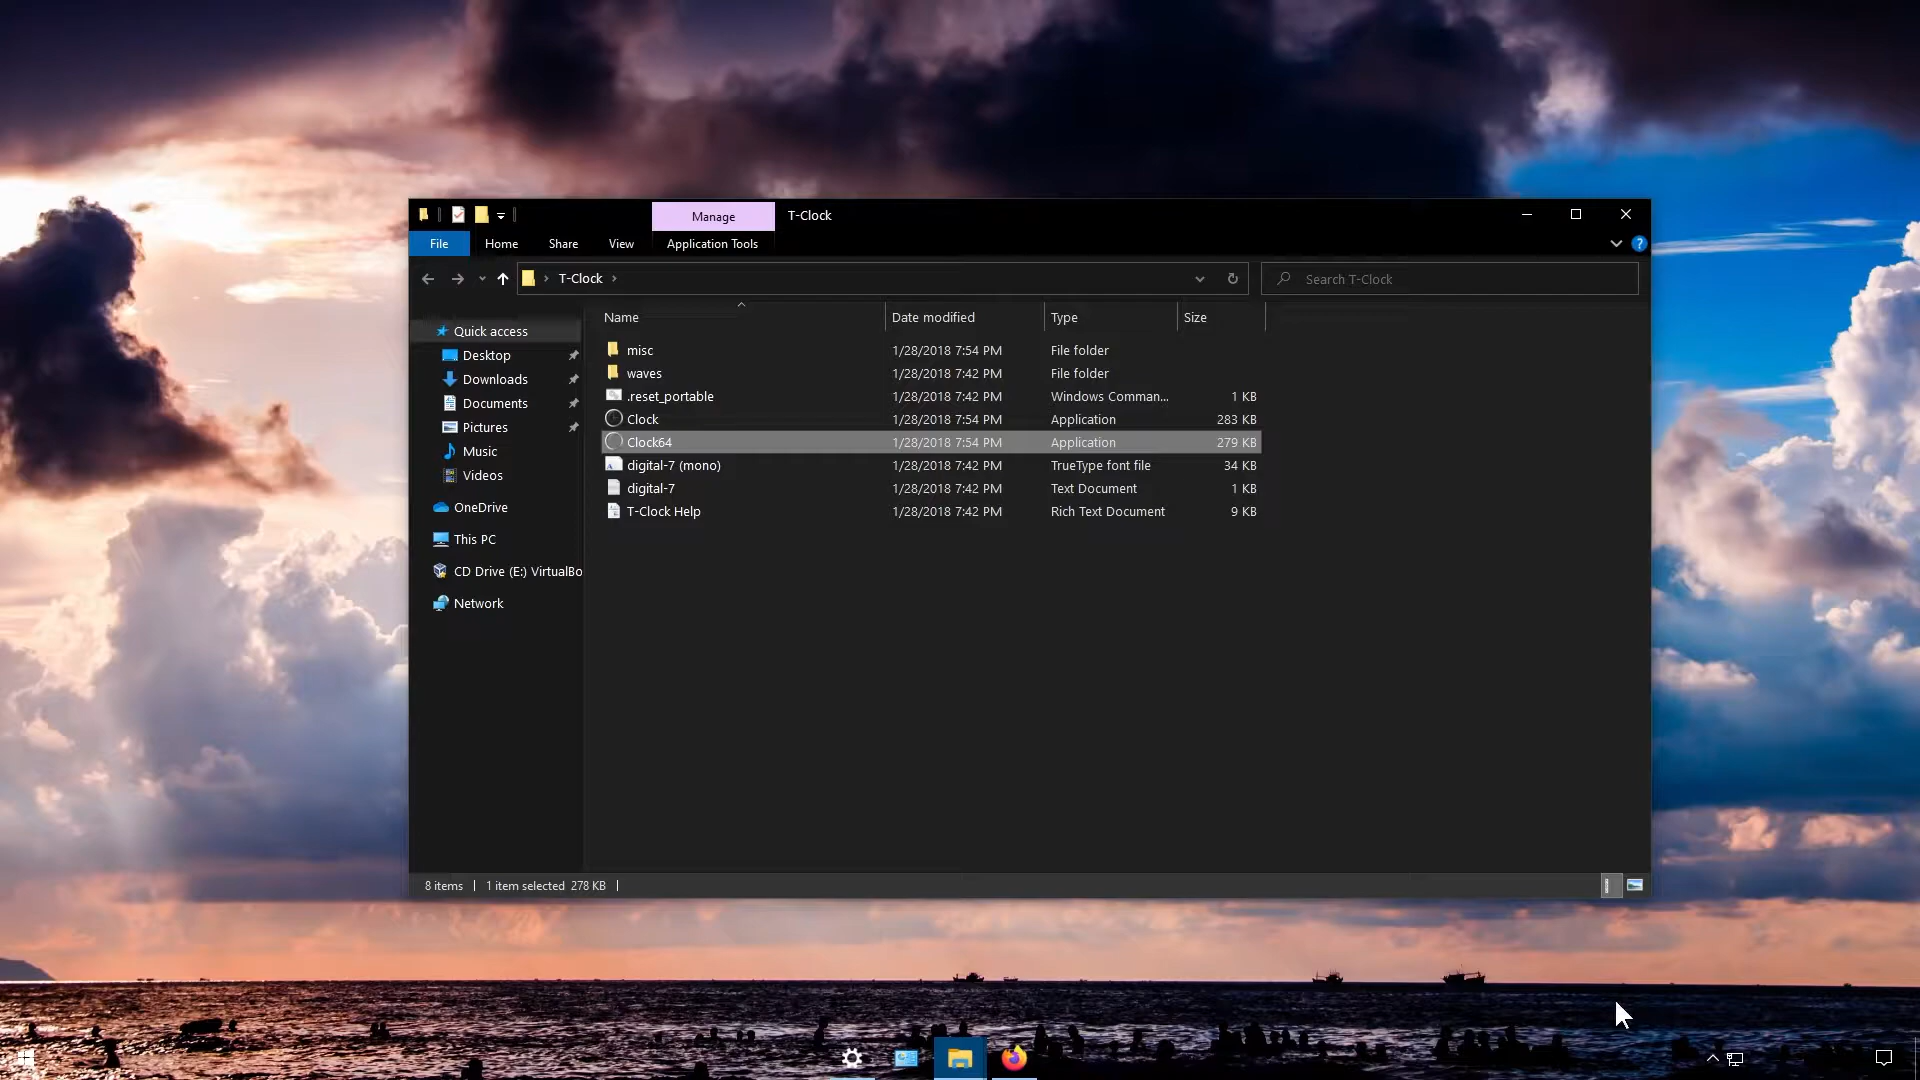 Manage T-Clock
File Home Share View Application Tools
T-Clock Search T-Clock
Name Date modified Type Size
Quick access
Desktop
Downloads
Documents
Pictures
Music
Videos
OneDrive
This PC
CD Drive (E:) VirtualBo
Network
misc 1/28/2018 7:54 PM File folder
waves 1/28/2018 7:42 PM File folder
.reset_portable 1/28/2018 7:42 PM Windows Comman... 1 KB
Clock 1/28/2018 7:54 PM Application 283 KB
Clock64 1/28/2018 7:54 PM Application 279 KB
digital-7 (mono) 1/28/2018 7:42 PM TrueType font file 34 KB
digital-7 1/28/2018 7:42 PM Text Document 1 KB
T-Clock Help 1/28/2018 7:42 PM Rich Text Document 9 KB
8 items 1 item selected 278 KB